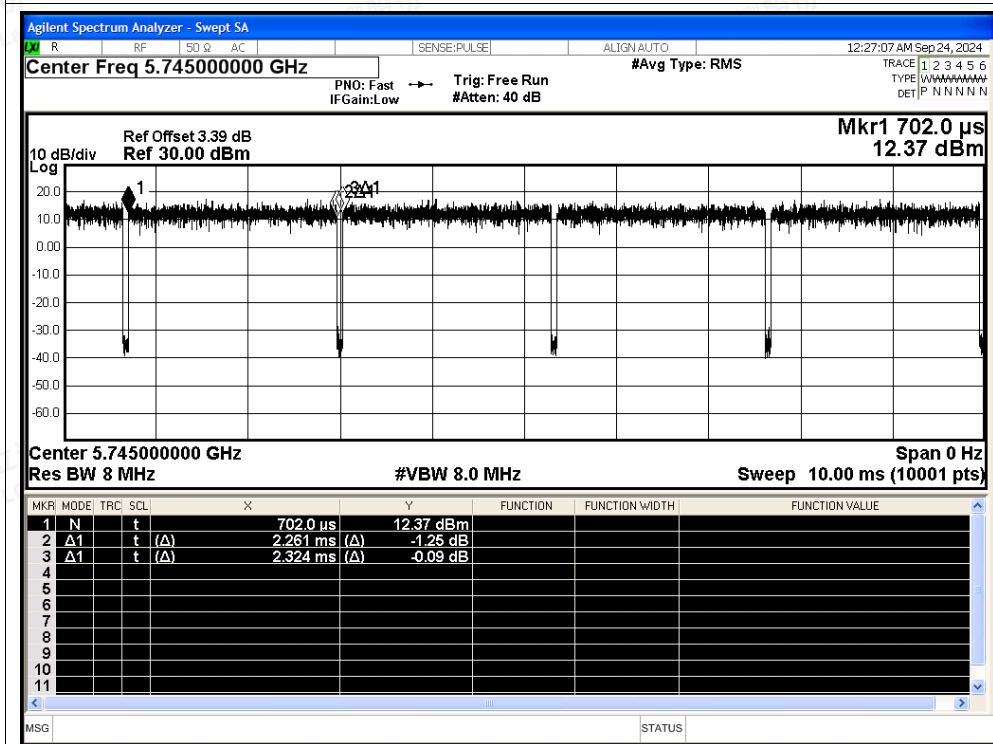 Agilent Spectrum Analyzer - Swept SA
LXI R RF 50 Ω AC SENSE:PULSE ALIGN AUTO 12:27:07 AM Sep 24, 2024
Center Freq 5.745000000 GHz #Avg Type: RMS TRACE 1 2 3 4 5 6
PNO: Fast Trig: Free Run TYPE WWWWWW
IFGain:Low #Atten: 40 dB DET P N N N N N
Mkr1 702.0 µs
12.37 dBm
Ref Offset 3.39 dB
10 dB/div Ref 30.00 dBm
Log
1 2Δ1 3Δ1
20.0
10.0
0.00
-10.0
-20.0
-30.0
-40.0
-50.0
-60.0
Center 5.745000000 GHz Span 0 Hz
Res BW 8 MHz #VBW 8.0 MHz Sweep 10.00 ms (10001 pts)
MKR MODE TRC SCL X Y FUNCTION FUNCTION WIDTH FUNCTION VALUE
1 N t 702.0 µs 12.37 dBm
2 Δ1 t (Δ) 2.261 ms (Δ) -1.25 dB
3 Δ1 t (Δ) 2.324 ms (Δ) -0.09 dB
4
5
6
7
8
9
10
11
MSG STATUS